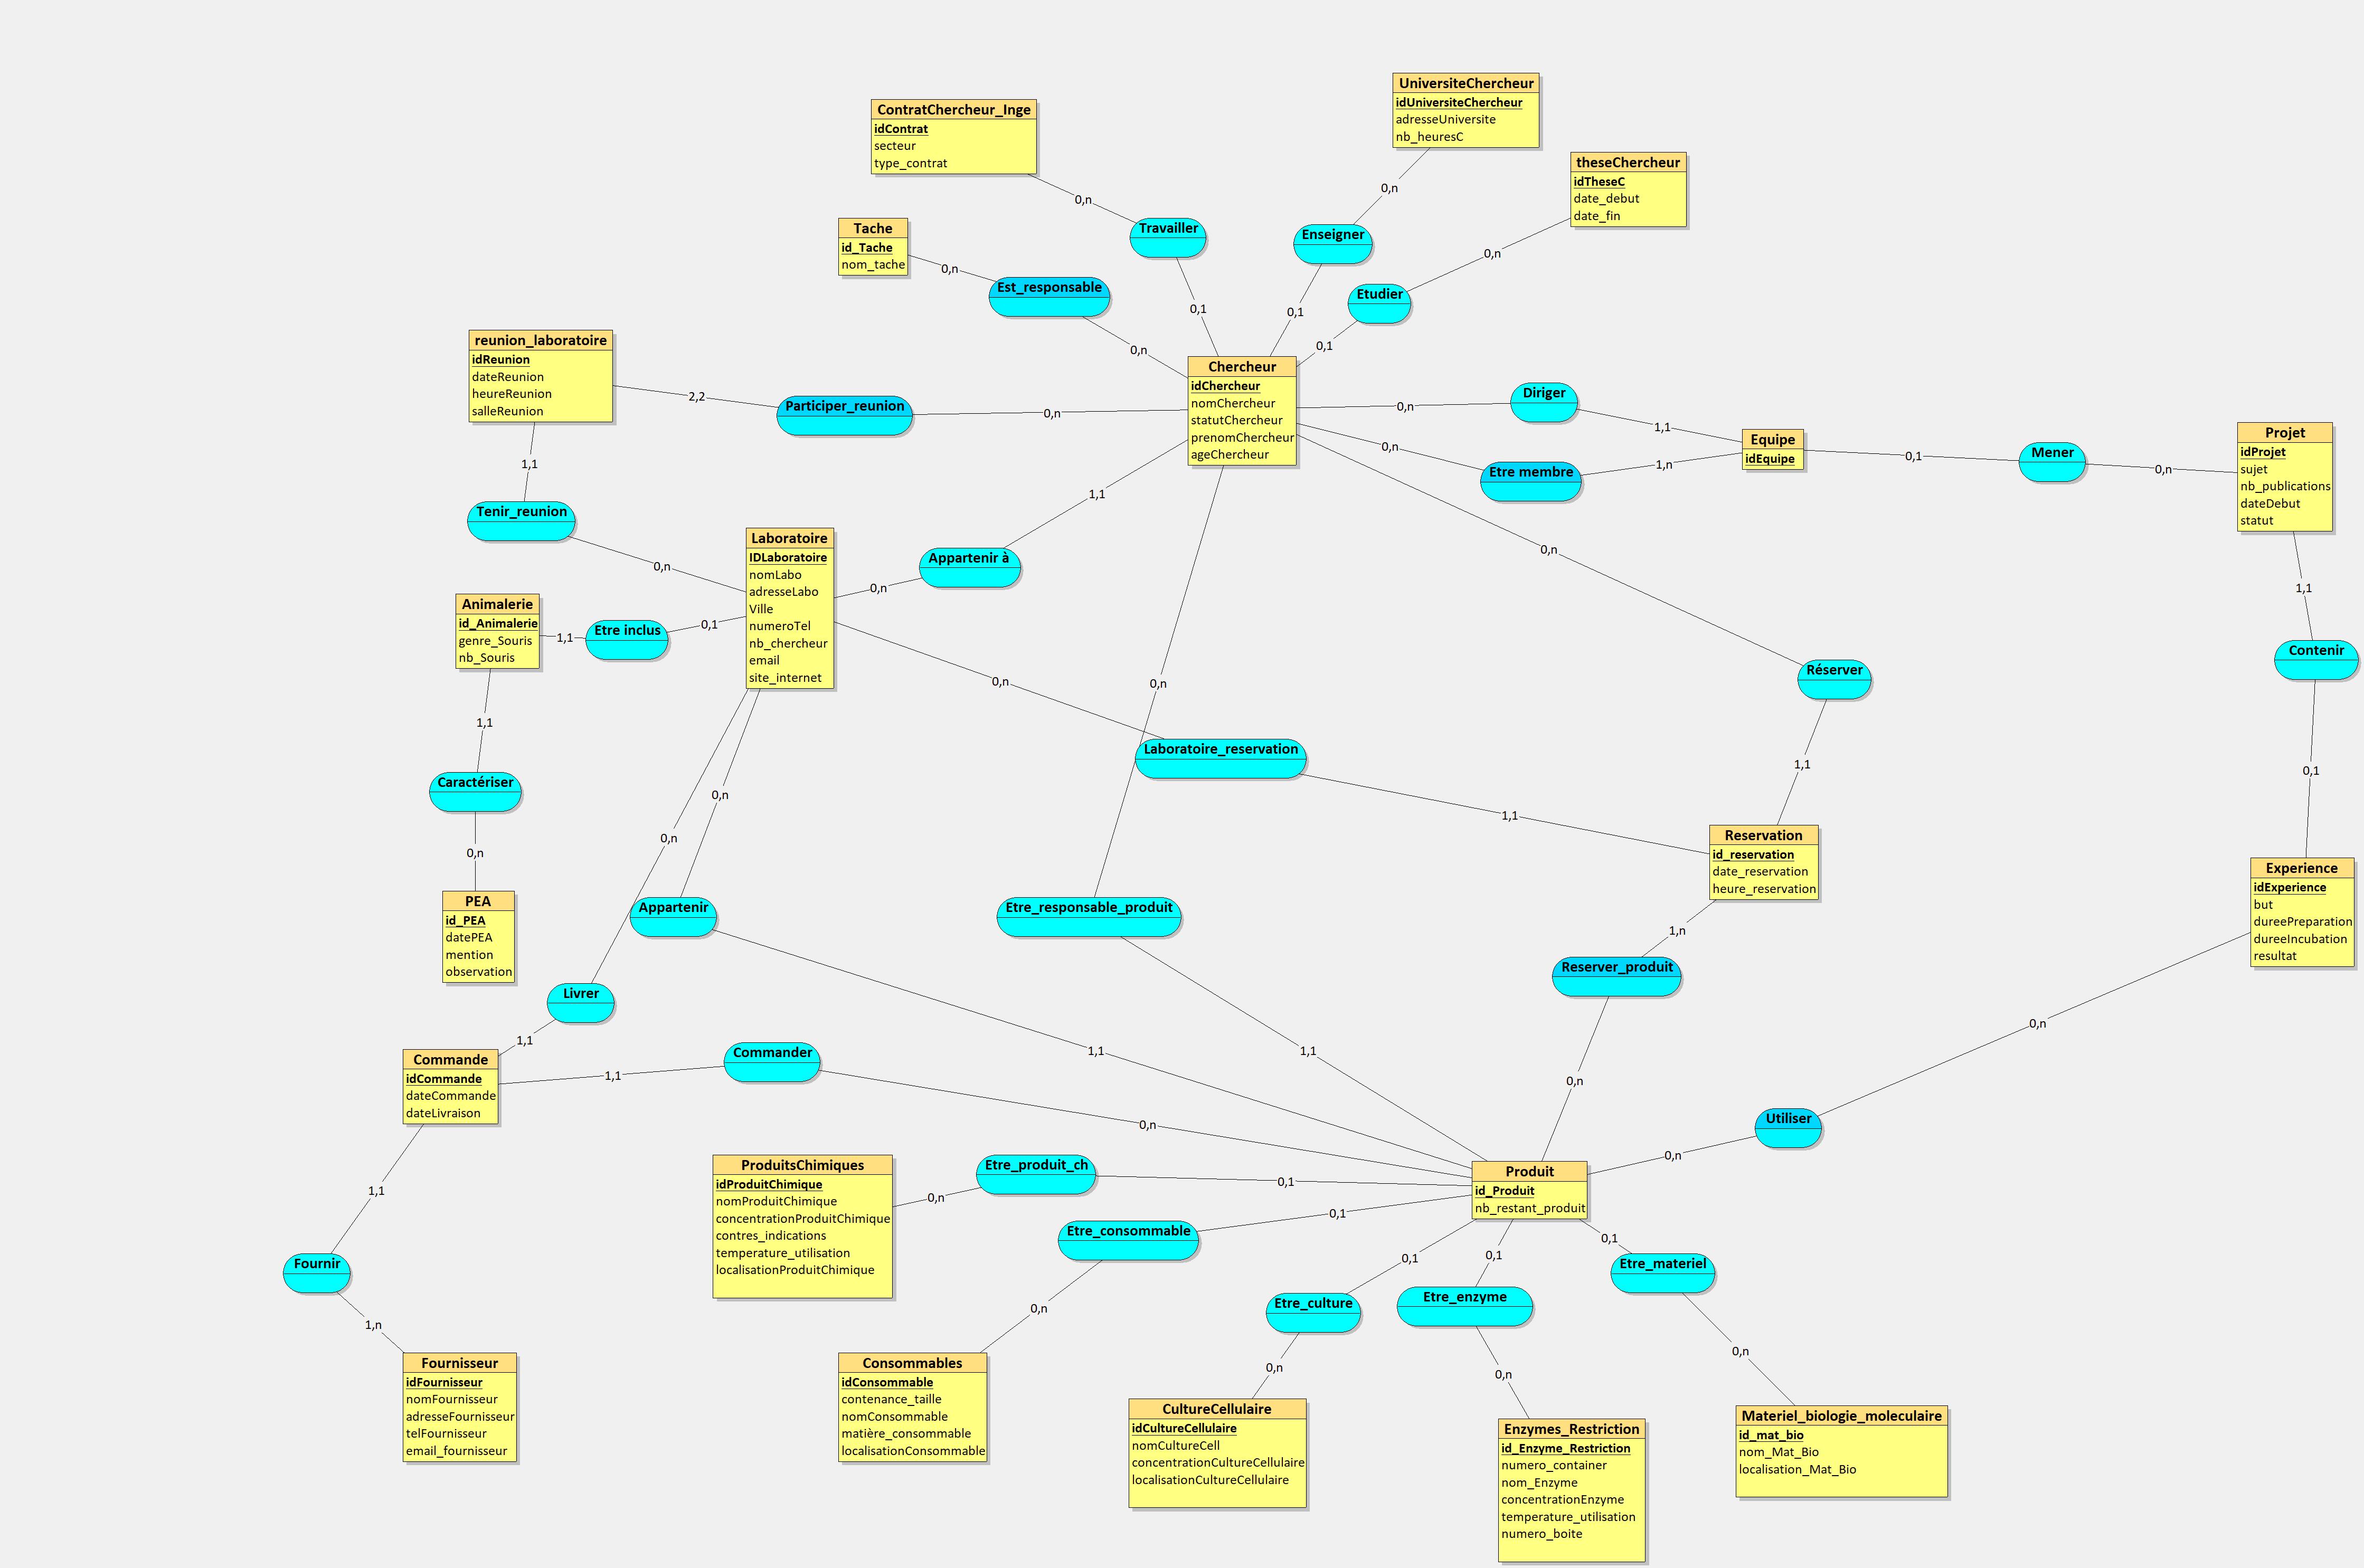 UniversiteChercheur
idUniversiteChercheur
adresseUniversite
nb_heuresC
ContratChercheur_Inge
idContrat
secteur
type_contrat
theseChercheur
idTheseC
date_debut
date_fin
0,n
0,n
Tache
id_Tache
nom_tache
Travailler
Enseigner
0,n
0,n
Est_responsable
Etudier
0,1
0,1
0,1
0,n
reunion_laboratoire
idReunion
dateReunion
heureReunion
salleReunion
Chercheur
idChercheur
nomChercheur
statutChercheur
prenomChercheur
ageChercheur
2,2
Participer_reunion
0,n
0,n
Diriger
1,1
0,n
Etre membre
1,n
Equipe
idEquipe
0,1
Mener
0,n
Projet
idProjet
sujet
nb_publications
dateDebut
statut
1,1
Tenir_reunion
0,n
1,1
Appartenir à
0,n
0,n
Laboratoire
IDLaboratoire
nomLabo
adresseLabo
Ville
numeroTel
nb_chercheur
email
site_internet
Animalerie
id_Animalerie
genre_Souris
nb_Souris
1,1
Etre inclus
0,1
1,1
Contenir
0,1
0,n
0,n
Réserver
1,1
1,1
Caractériser
0,n
0,n
0,n
Laboratoire_reservation
1,1
Reservation
id_reservation
date_reservation
heure_reservation
Experience
idExperience
but
dureePreparation
dureeIncubation
resultat
PEA
id_PEA
datePEA
mention
observation
Appartenir
Etre_responsable_produit
1,n
Reserver_produit
Livrer
1,1
0,n
Commande
idCommande
dateCommande
dateLivraison
1,1
Commander
1,1
1,1
0,n
0,n
Utiliser
0,n
ProduitsChimiques
idProduitChimique
nomProduitChimique
concentrationProduitChimique
contres_indications
temperature_utilisation
localisationProduitChimique
0,n
Etre_produit_ch
0,1
Produit
id_Produit
nb_restant_produit
1,1
Etre_consommable
0,1
0,1
0,1
0,1
Fournir
Etre_culture
Etre_enzyme
Etre_materiel
1,n
0,n
0,n
0,n
0,n
Fournisseur
idFournisseur
nomFournisseur
adresseFournisseur
telFournisseur
email_fournisseur
Consommables
idConsommable
contenance_taille
nomConsommable
matière_consommable
localisationConsommable
CultureCellulaire
idCultureCellulaire
nomCultureCell
concentrationCultureCellulaire
localisationCultureCellulaire
Enzymes_Restriction
id_Enzyme_Restriction
numero_container
nom_Enzyme
concentrationEnzyme
temperature_utilisation
numero_boite
Materiel_biologie_moleculaire
id_mat_bio
nom_Mat_Bio
localisation_Mat_Bio